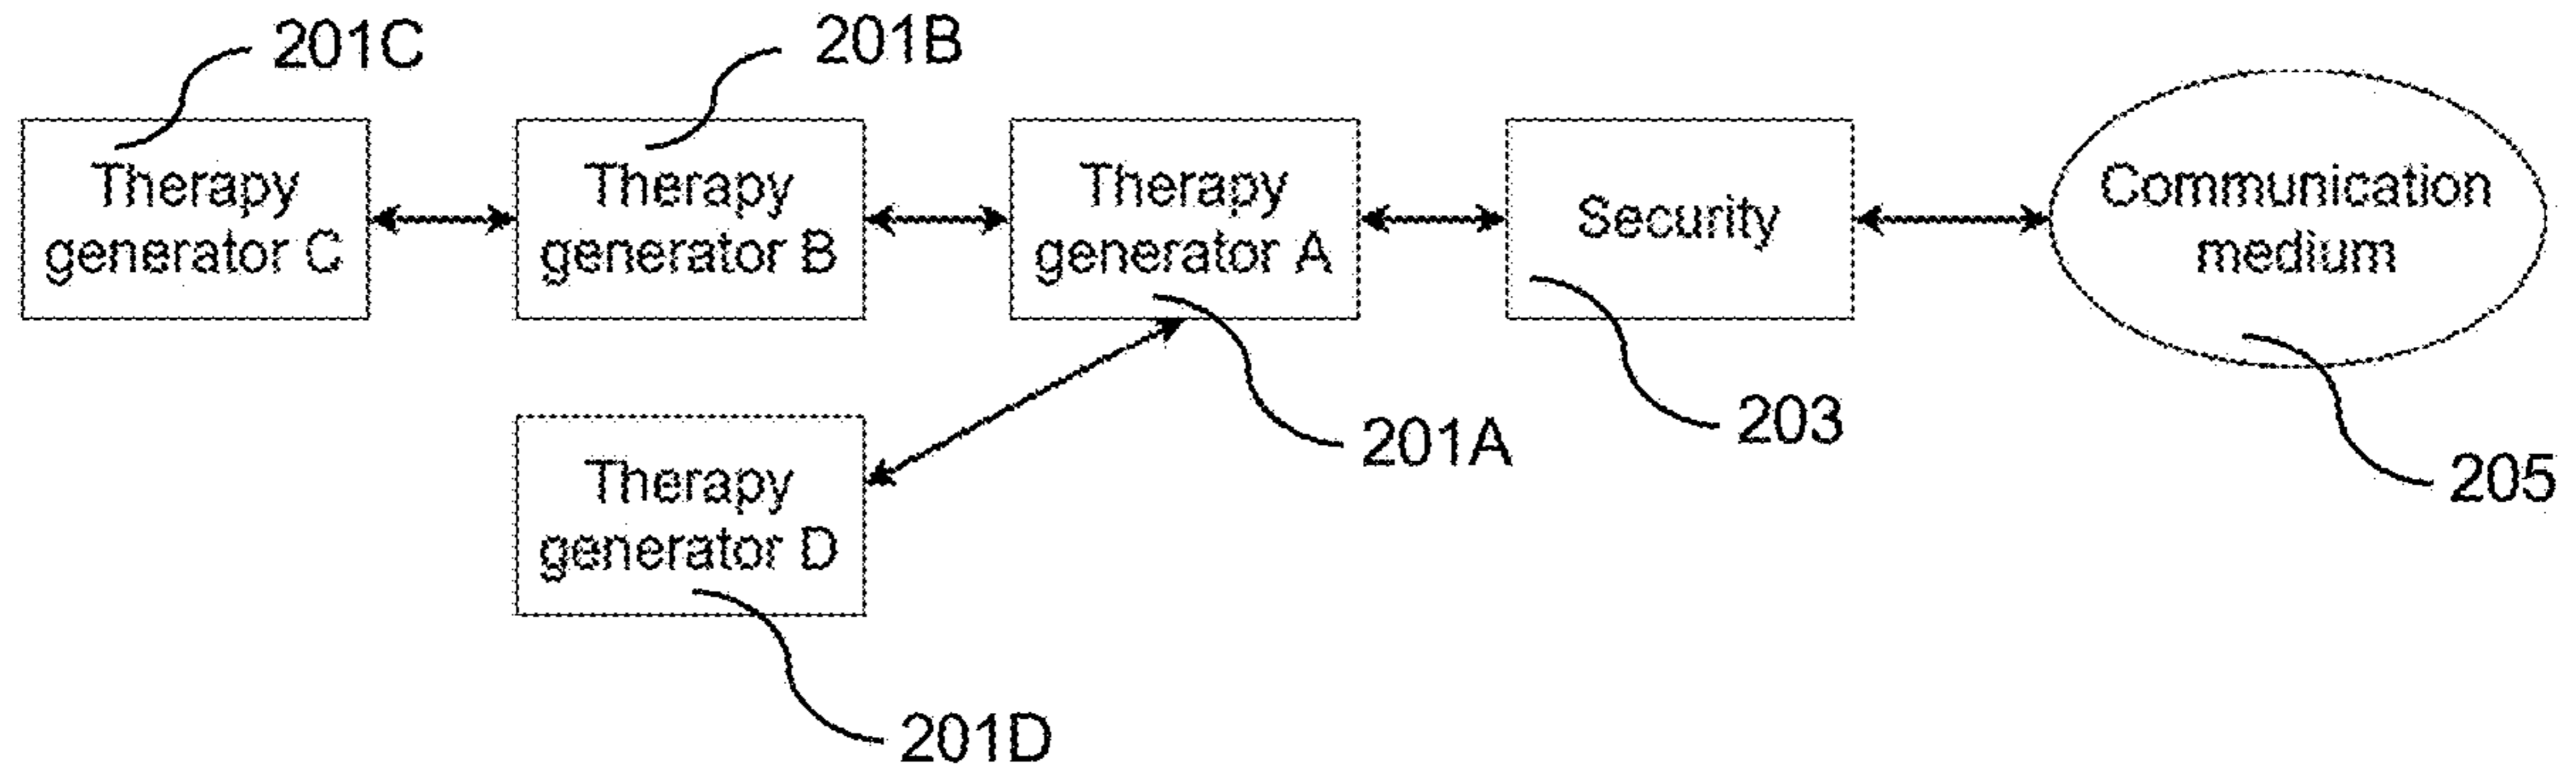 201C
201B
Therapy
generator C
Therapy
generator B
Therapy
generator A
Security
Communication
medium
203
201A
205
Therapy
generator D
201D